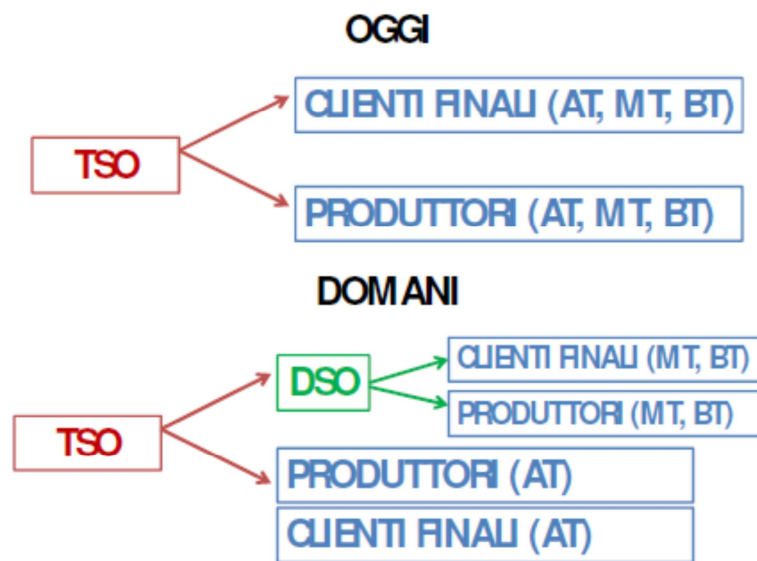 OGGI
CLIENTI FINALI (AT, MT, BT)
TSO
PRODUTTORI (AT, MT, BT)
DOMANI
CLIENTI FINALI (MT, BT)
DSO
PRODUTTORI (MT, BT)
TSO
PRODUTTORI (AT)
CLIENTI FINALI (AT)